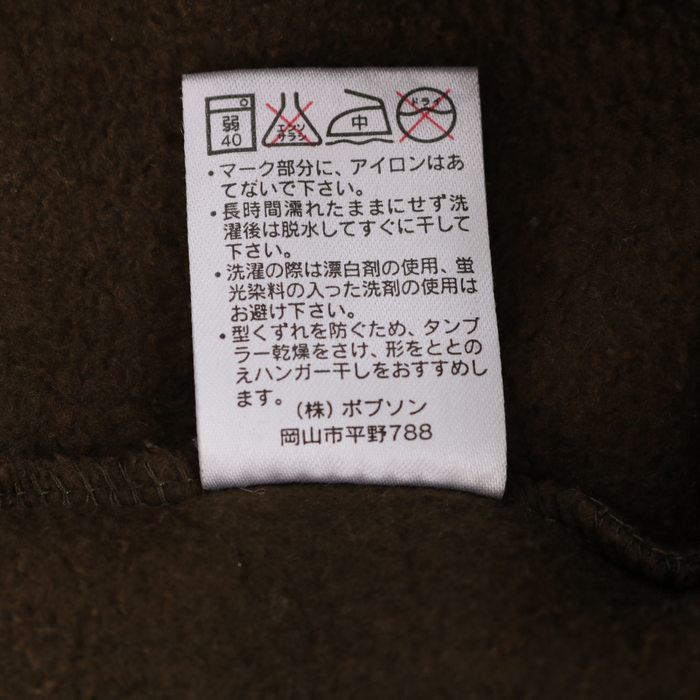 弱
40
エンソ
サラシ
中
ドライ
・マーク部分に、アイロンはあ
てないで下さい。
・長時間濡れたままにせず洗
濯後は脱水してすぐに干して
下さい。
・洗濯の際は漂白剤の使用、蛍
光染料の入った洗剤の使用は
お避け下さい。
・型くずれを防ぐため、タンブ
ラー乾燥をさけ、形をととの
えハンガー干しをおすすめし
ます。
(株) ボブソン
岡山市平野788